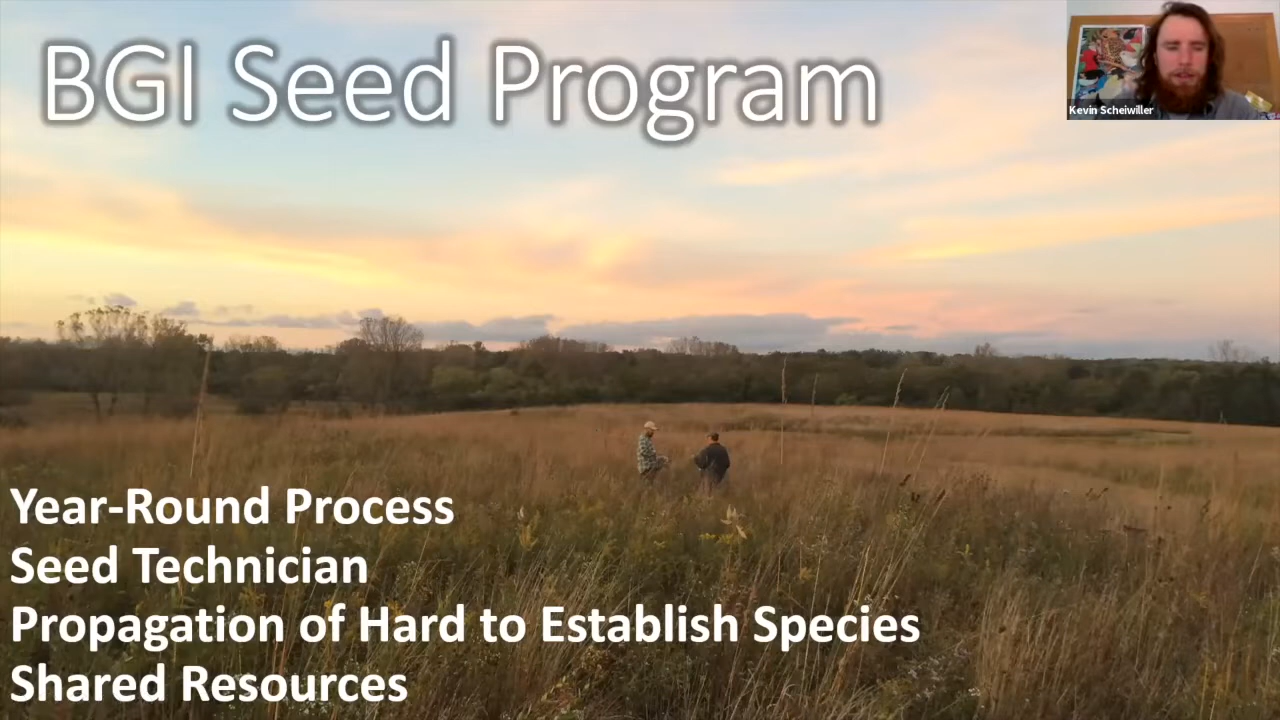 BGI Seed Program
Kevin Scheiwiller
Year-Round Process
Seed Technician
Propagation of Hard to Establish Species
Shared Resources